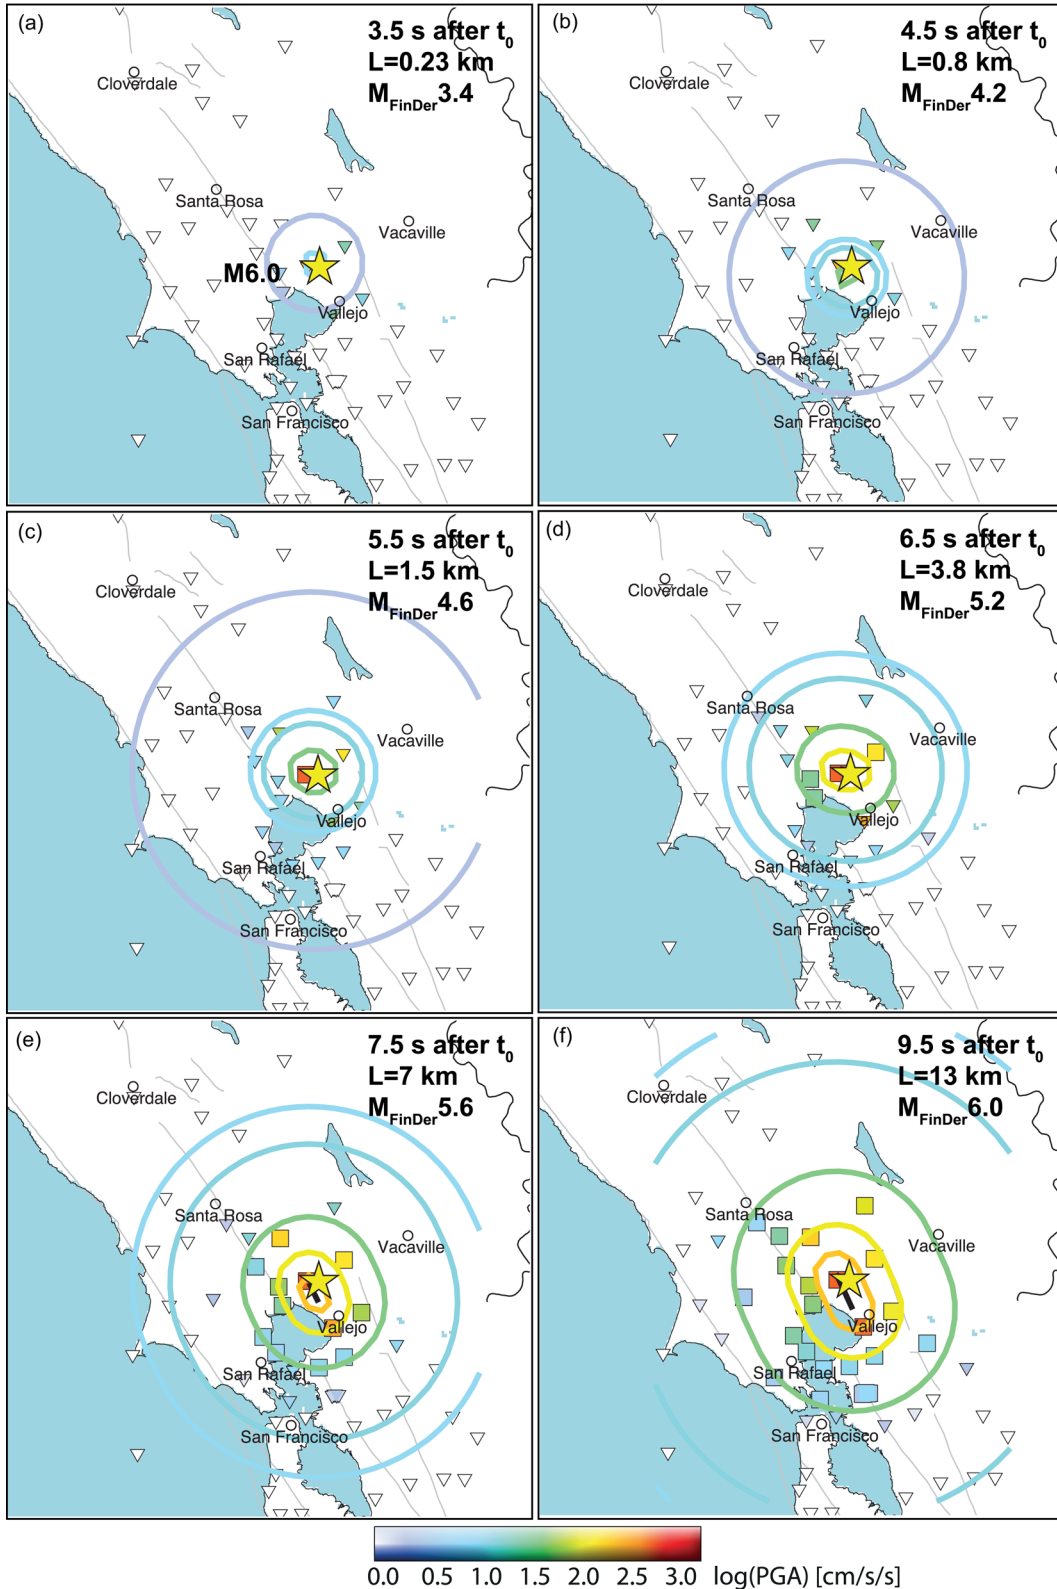 (a)
3.5 s after t0
L=0.23 km
MFinDer3.4
Cloverdale
Santa Rosa
Vacaville
M6.0
Vallejo
San Rafael
San Francisco
(b)
4.5 s after t0
L=0.8 km
MFinDer4.2
Cloverdale
Santa Rosa
Vacaville
Vallejo
San Rafael
San Francisco
(c)
5.5 s after t0
L=1.5 km
MFinDer4.6
Cloverdale
Santa Rosa
Vacaville
Vallejo
San Rafael
San Francisco
(d)
6.5 s after t0
L=3.8 km
MFinDer5.2
Cloverdale
Santa Rosa
Vacaville
Vallejo
San Rafael
San Francisco
(e)
7.5 s after t0
L=7 km
MFinDer5.6
Cloverdale
Santa Rosa
Vacaville
Vallejo
San Rafael
San Francisco
(f)
9.5 s after t0
L=13 km
MFinDer6.0
Cloverdale
Santa Rosa
Vacaville
Vallejo
San Rafael
San Francisco
0.0 0.5 1.0 1.5 2.0 2.5 3.0 log(PGA) [cm/s/s]